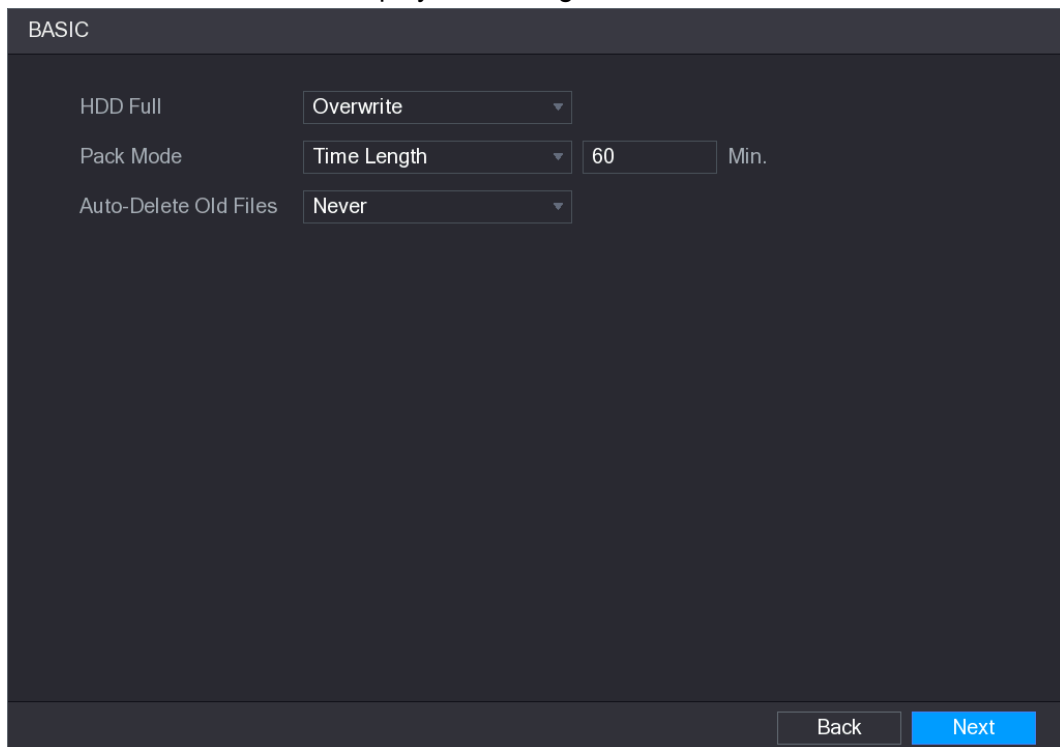 BASIC
HDD Full Overwrite
Pack Mode Time Length 60 Min.
Auto-Delete Old Files Never
Back Next